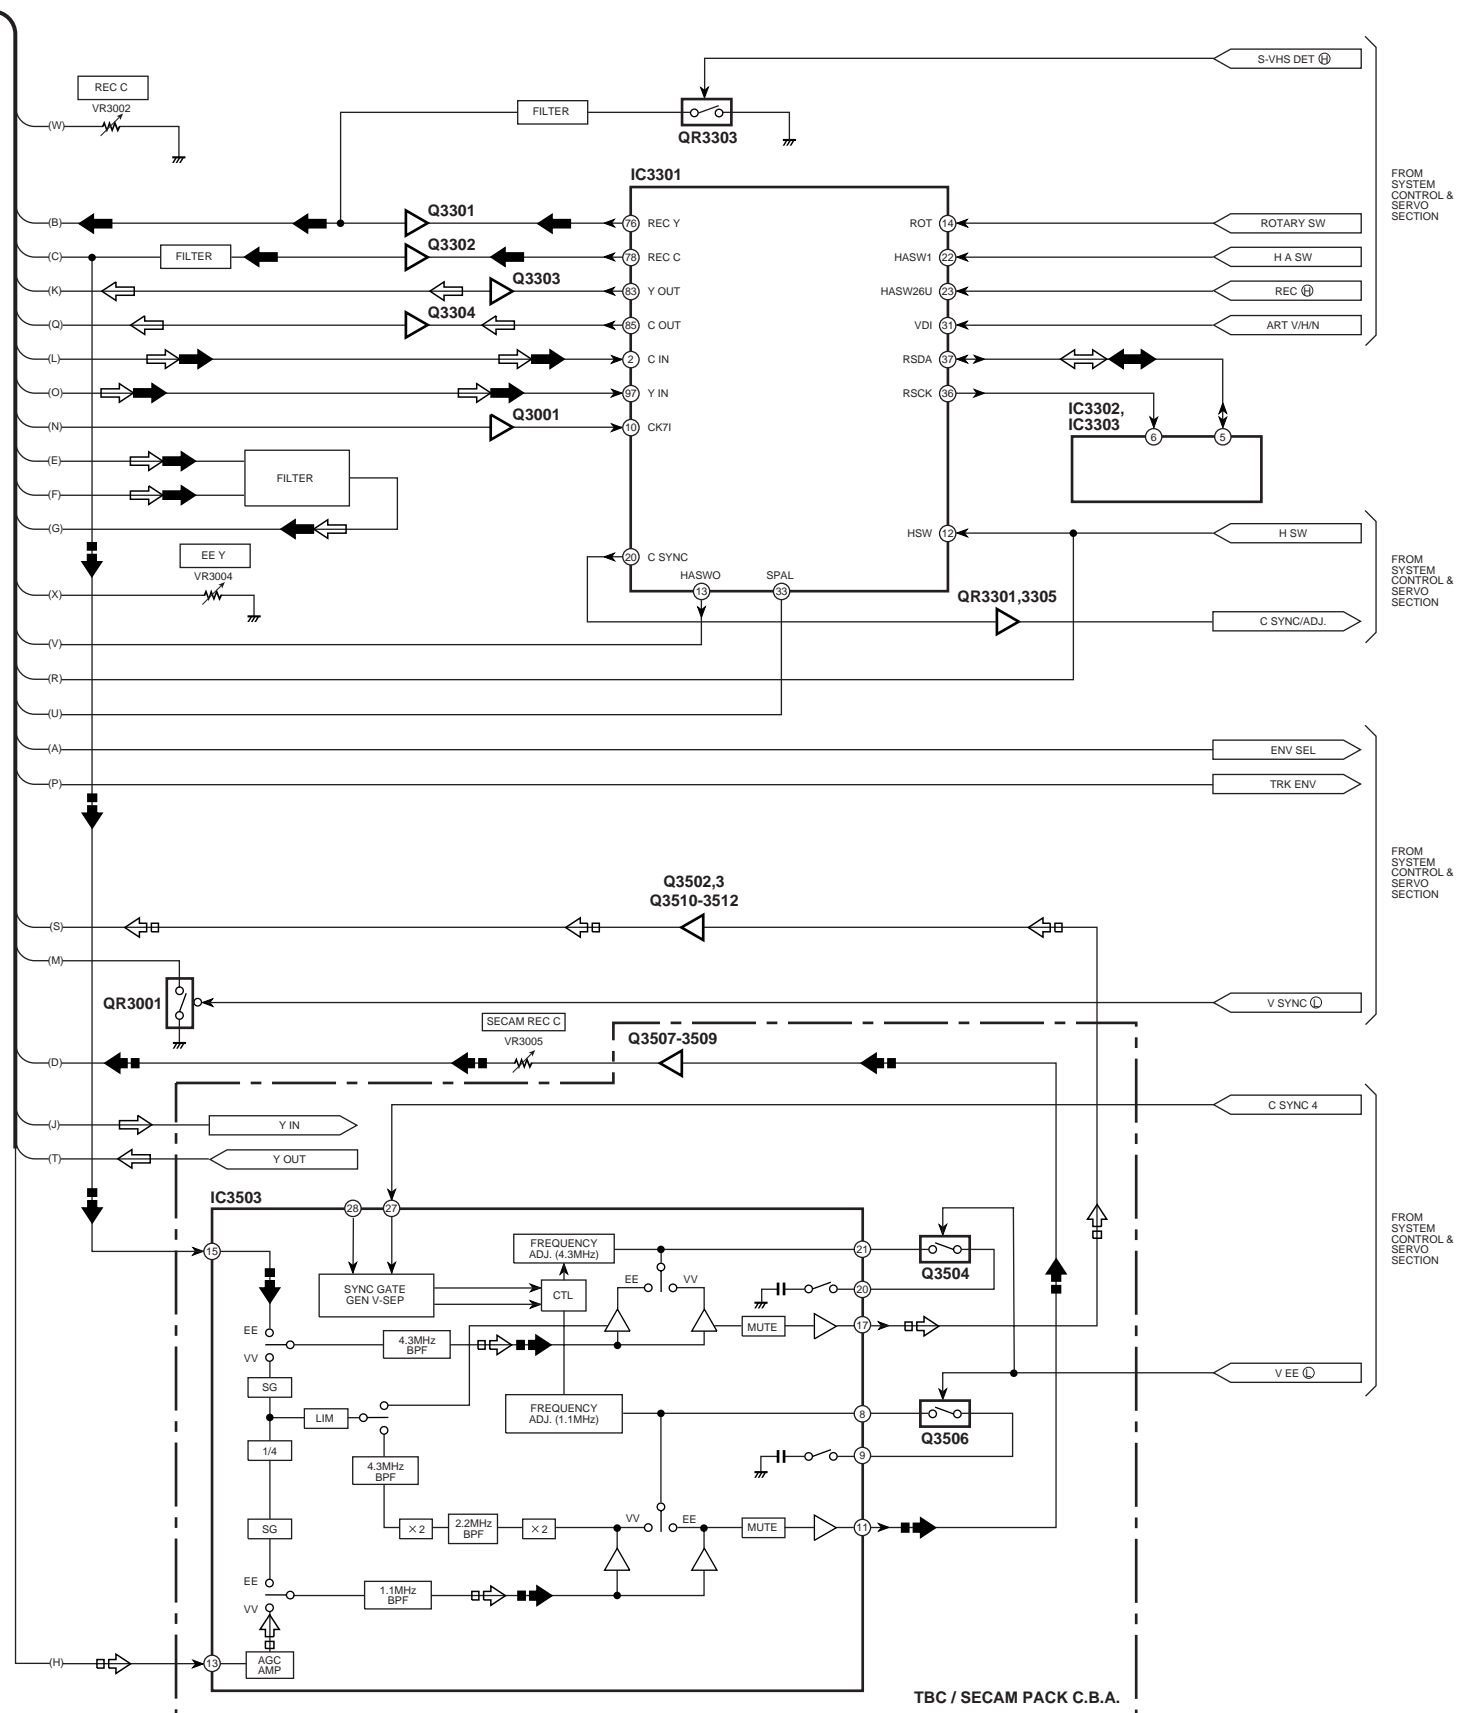 S-VHS DET Ⓗ
REC C
VR3002
FILTER
(W)
QR3303
FROM
SYSTEM
CONTROL &
SERVO
SECTION
IC3301
(B)
Q3301
76 REC Y
ROT 14
ROTARY SW
(C)
FILTER
Q3302
78 REC C
HASW1 22
H A SW
(K)
Q3303
83 Y OUT
HASW26U 23
REC Ⓗ
(Q)
Q3304
85 C OUT
VDI 31
ART V/H/N
(L)
2 C IN
RSDA 37
(O)
97 Y IN
RSCK 36
(N)
Q3001
10 CK7I
IC3302,
IC3303
6
5
(E)
FILTER
(F)
(G)
HSW 12
H SW
EE Y
VR3004
20 C SYNC
HASWO
13
SPAL
33
FROM
SYSTEM
CONTROL &
SERVO
SECTION
(X)
QR3301,3305
C SYNC/ADJ.
(V)
(R)
(U)
(A)
ENV SEL
(P)
TRK ENV
FROM
SYSTEM
CONTROL &
SERVO
SECTION
Q3502,3
Q3510-3512
(S)
(M)
QR3001
V SYNC Ⓛ
SECAM REC C
VR3005
Q3507-3509
(D)
C SYNC 4
(J)
Y IN
(T)
Y OUT
IC3503
28
27
FROM
SYSTEM
CONTROL &
SERVO
SECTION
15
FREQUENCY
ADJ. (4.3MHz)
21
Q3504
SYNC GATE
GEN V-SEP
CTL
EE
VV
20
EE
VV
4.3MHz
BPF
MUTE
17
SG
V EE Ⓛ
LIM
FREQUENCY
ADJ. (1.1MHz)
8
Q3506
1/4
4.3MHz
BPF
9
SG
×2
2.2MHz
BPF
×2
VV
EE
MUTE
11
EE
VV
1.1MHz
BPF
(H)
13
AGC
AMP
TBC / SECAM PACK C.B.A.